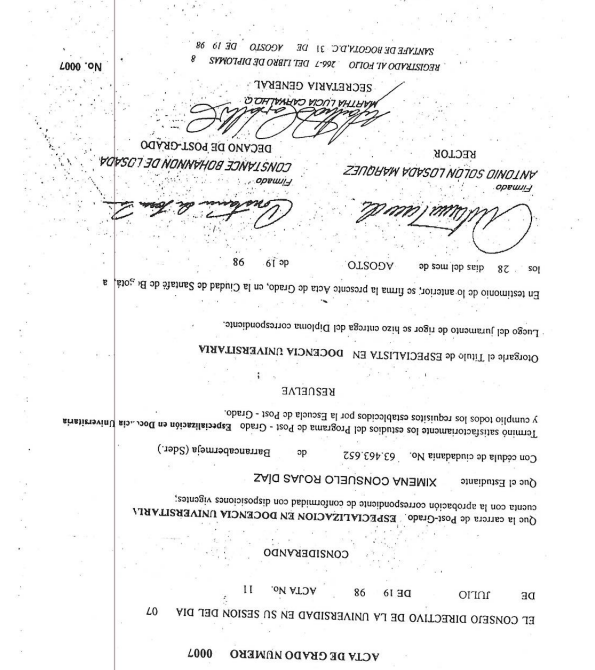 ACTA DE GRADO NUMERO 0007
EL CONSEJO DIRECTIVO DE LA UNIVERSIDAD EN SU SESION DEL DIA 07
DE JULIO DE 19 98 ACTA No. 11
CONSIDERANDO
Que la carrera de Post-Grado. ESPECIALIZACION EN DOCENCIA UNIVERSITARIA
cuenta con la aprobación correspondiente de conformidad con disposiciones vigentes;
Que el Estudiante XIMENA CONSUELO ROJAS DÍAZ
Con cédula de ciudadania No. 63.463.652 de Barrancabermeja (Sder.)
Terminó satisfactoriamente los estudios del Programa de Post - Grado Especialización en Docencia Universitaria
y cumplio todos los requisitos establecidos por la Escuela de Post - Grado.
RESUELVE
Otorgarle el Titulo de ESPECIALISTA EN DOCENCIA UNIVERSITARIA
Luego del juramento de rigor se hizo entrega del Diploma correspondiente.
En testimonio de lo anterior, se firma la presente Acta de Grado, en la Ciudad de Santafé de Bogotá, a
los 28 dias del mes de AGOSTO de 19 98
Firmado Firmado
ANTONIO SOLON LOSADA MARQUEZ CONSTANCE BOHANNON DE LOSADA
RECTOR DECANO DE POST-GRADO
MARTHA LUCIA CARVALHO Q.
SECRETARIA GENERAL
REGISTRADO AL FOLIO 266-7 DEL LIBRO DE DIPLOMAS 8 No. 0007
SANTAFE DE BOGOTA, D.C. 31 DE AGOSTO DE 19 98